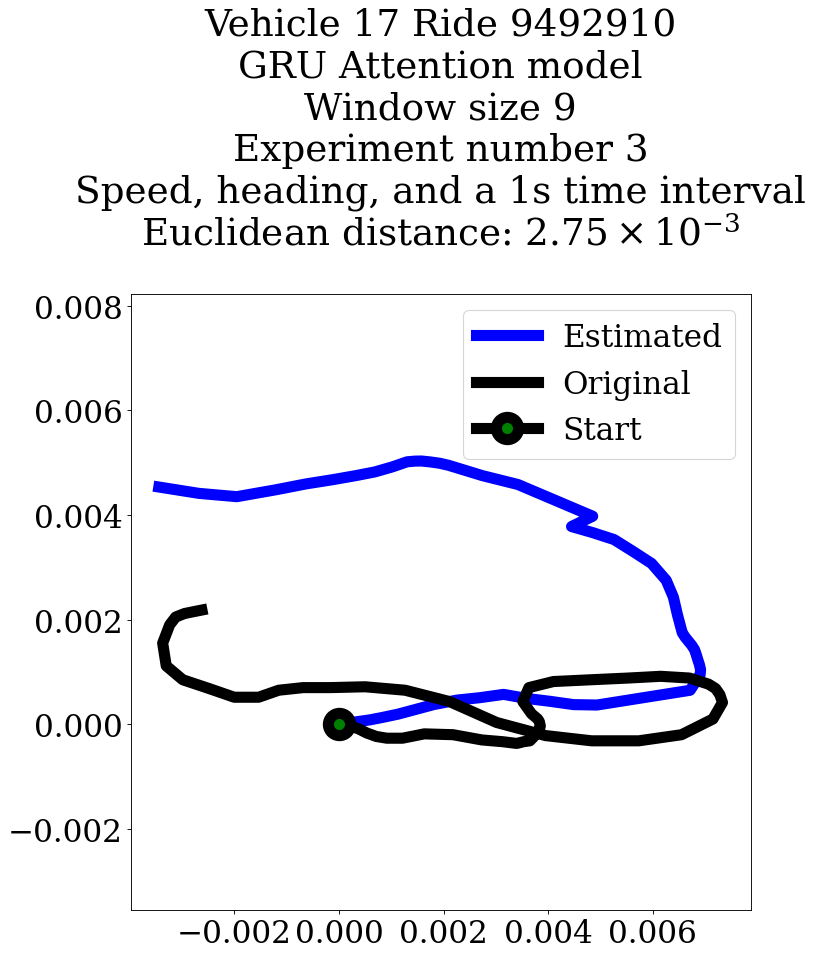 Vehicle 17 Ride 9492910
GRU Attention model
Window size 9
Experiment number 3
Speed, heading, and a 1s time interval
Euclidean distance: 2.75 × 10⁻³
0.008
0.006
0.004
0.002
0.000
−0.002
Estimated
Original
Start
−0.002 0.000 0.002 0.004 0.006